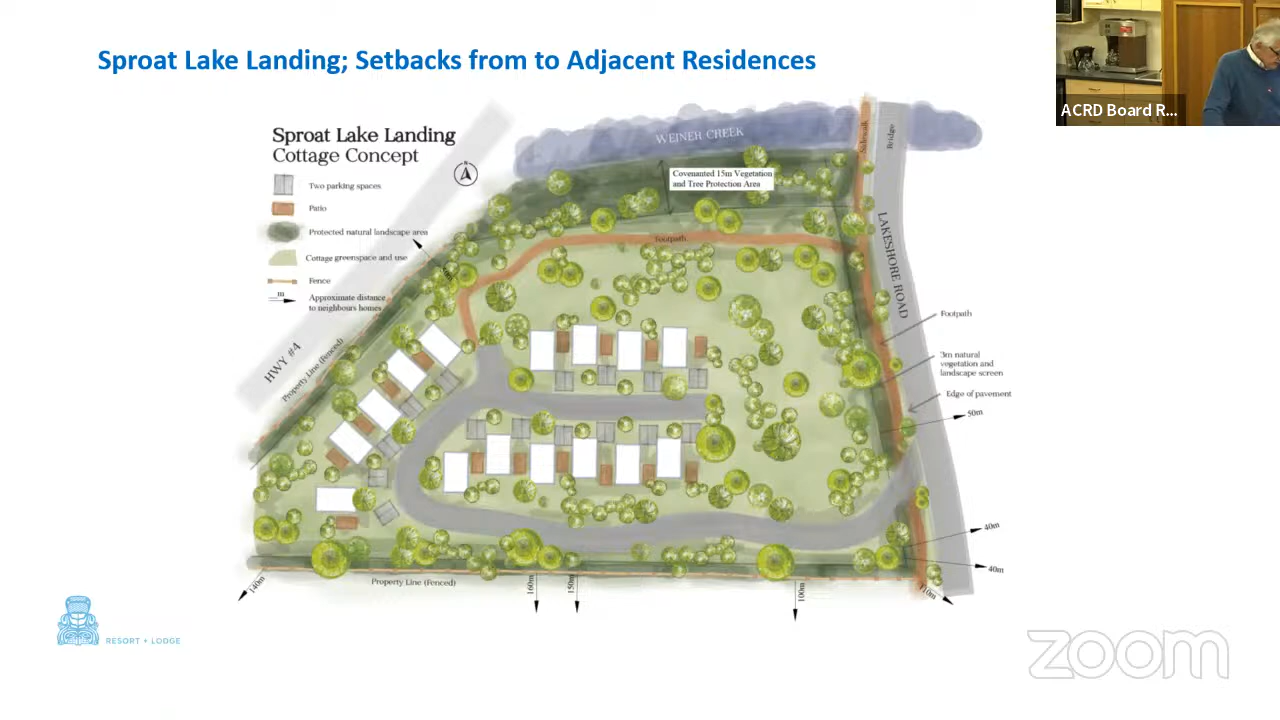 Sproat Lake Landing; Setbacks from to Adjacent Residences
ACRD Board R...
Sproat Lake Landing
Cottage Concept
N
Two parking spaces
Patio
Protected natural landscape area
Cottage greenspace and use
Fence
m
Approximate distance
to neighbours homes
HWY #4
Property Line (Fenced)
WEINER CREEK
Covenanted 15m Vegetation
and Tree Protection Area
Footpath
Sidewalk
Bridge
LAKESHORE ROAD
Footpath
3m natural
vegetation and
landscape screen
Edge of pavement
50m
40m
40m
110m
100m
150m
160m
140m
Property Line (Fenced)
RESORT + LODGE
zoom